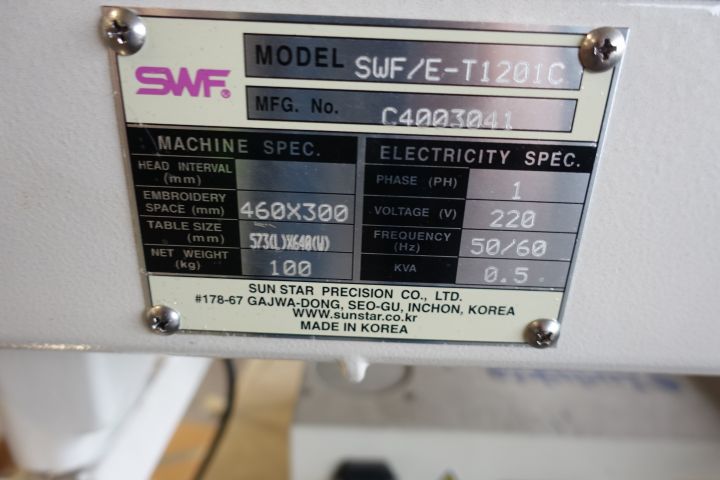 SWF®
MODEL SWF/E-T1201C
MFG. No. C4003041
MACHINE SPEC.
HEAD INTERVAL (mm)
EMBROIDERY SPACE (mm) 460X300
TABLE SIZE (mm) 573(L)X640(W)
NET WEIGHT (kg) 100
ELECTRICITY SPEC.
PHASE (PH) 1
VOLTAGE (V) 220
FREQUENCY (Hz) 50/60
KVA 0.5
SUN STAR PRECISION CO., LTD.
#178-67 GAJWA-DONG, SEO-GU, INCHON, KOREA
WWW.sunstar.co.kr
MADE IN KOREA